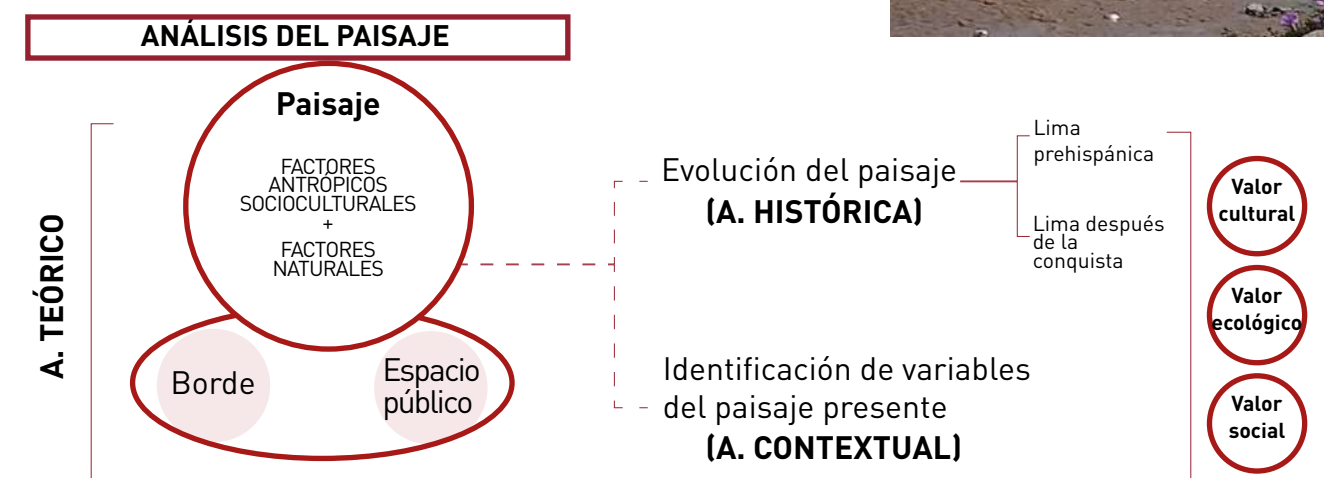 ANÁLISIS DEL PAISAJE
A. TEÓRICO
Paisaje
FACTORES
ANTRÓPICOS
SOCIOCULTURALES
+
FACTORES
NATURALES
Borde
Espacio
público
Evolución del paisaje
(A. HISTÓRICA)
Lima
prehispánica
Lima después
de la
conquista
Identificación de variables
del paisaje presente
(A. CONTEXTUAL)
Valor
cultural
Valor
ecológico
Valor
social